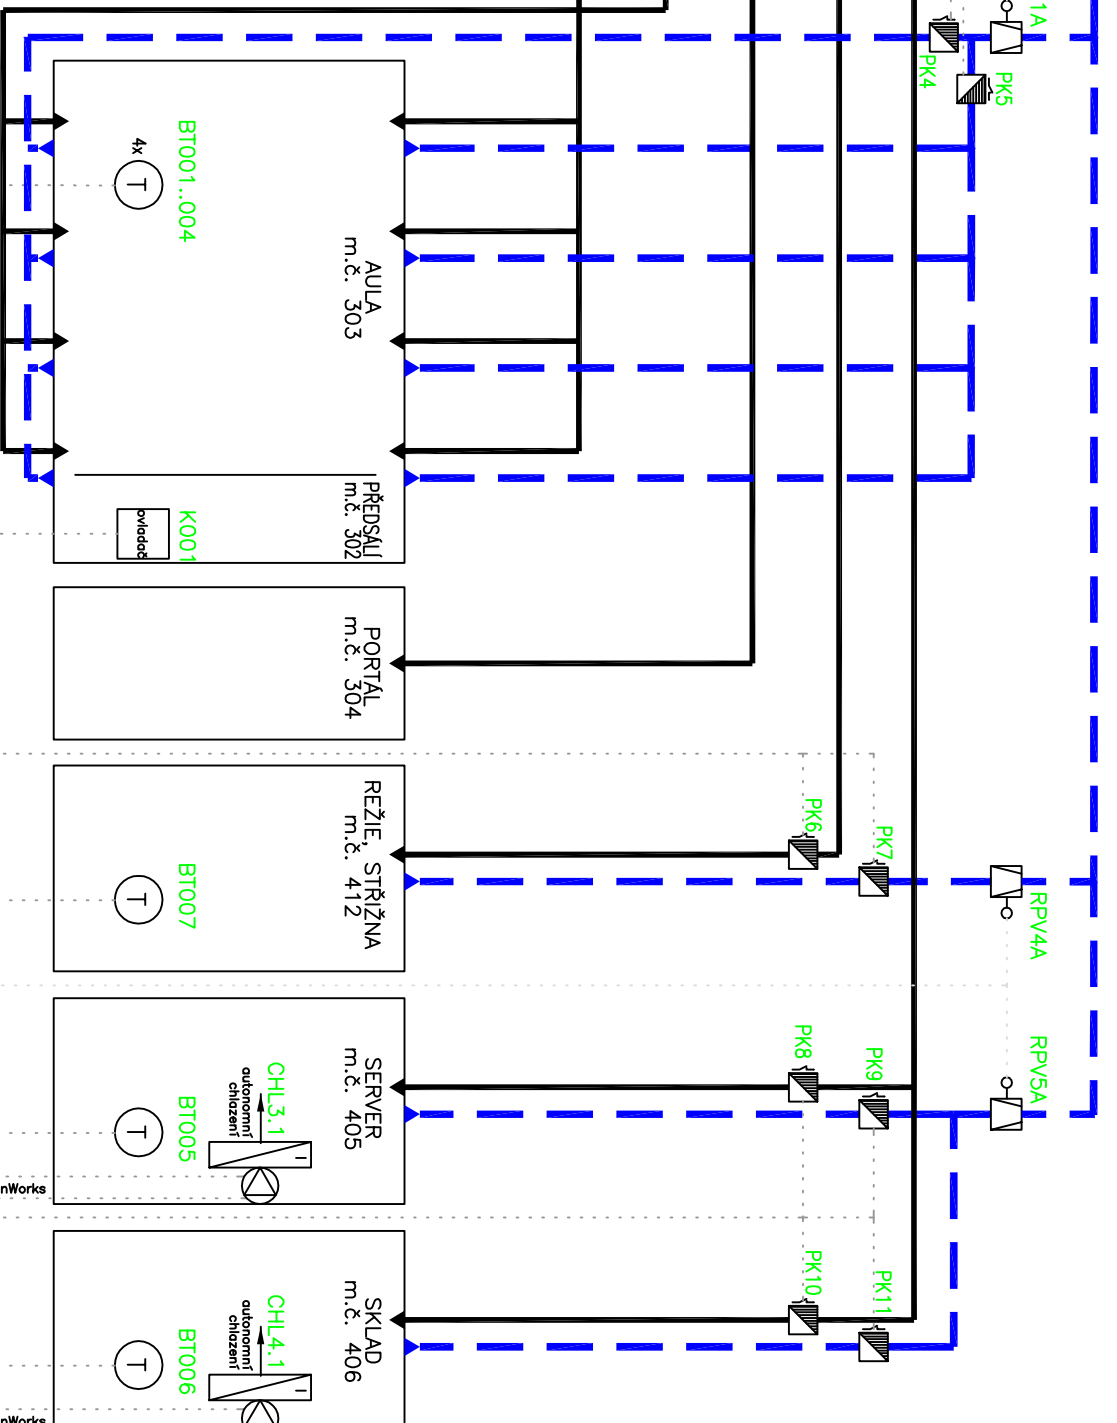 1A
PK4
PK5
BT001..004
4x
T
AULA
m.č. 303
PŘEDSÁLÍ
m.č. 302
K001
ovladač
PORTÁL
m.č. 304
PK6
PK7
REŽIE, STŘIŽNA
m.č. 412
BT007
T
RPV4A
RPV5A
PK8
PK9
SERVER
m.č. 405
CHL3.1
autonomní
chlazení
BT005
T
nWorks
PK10
PK11
SKLAD
m.č. 406
CHL4.1
autonomní
chlazení
BT006
T
nWorks